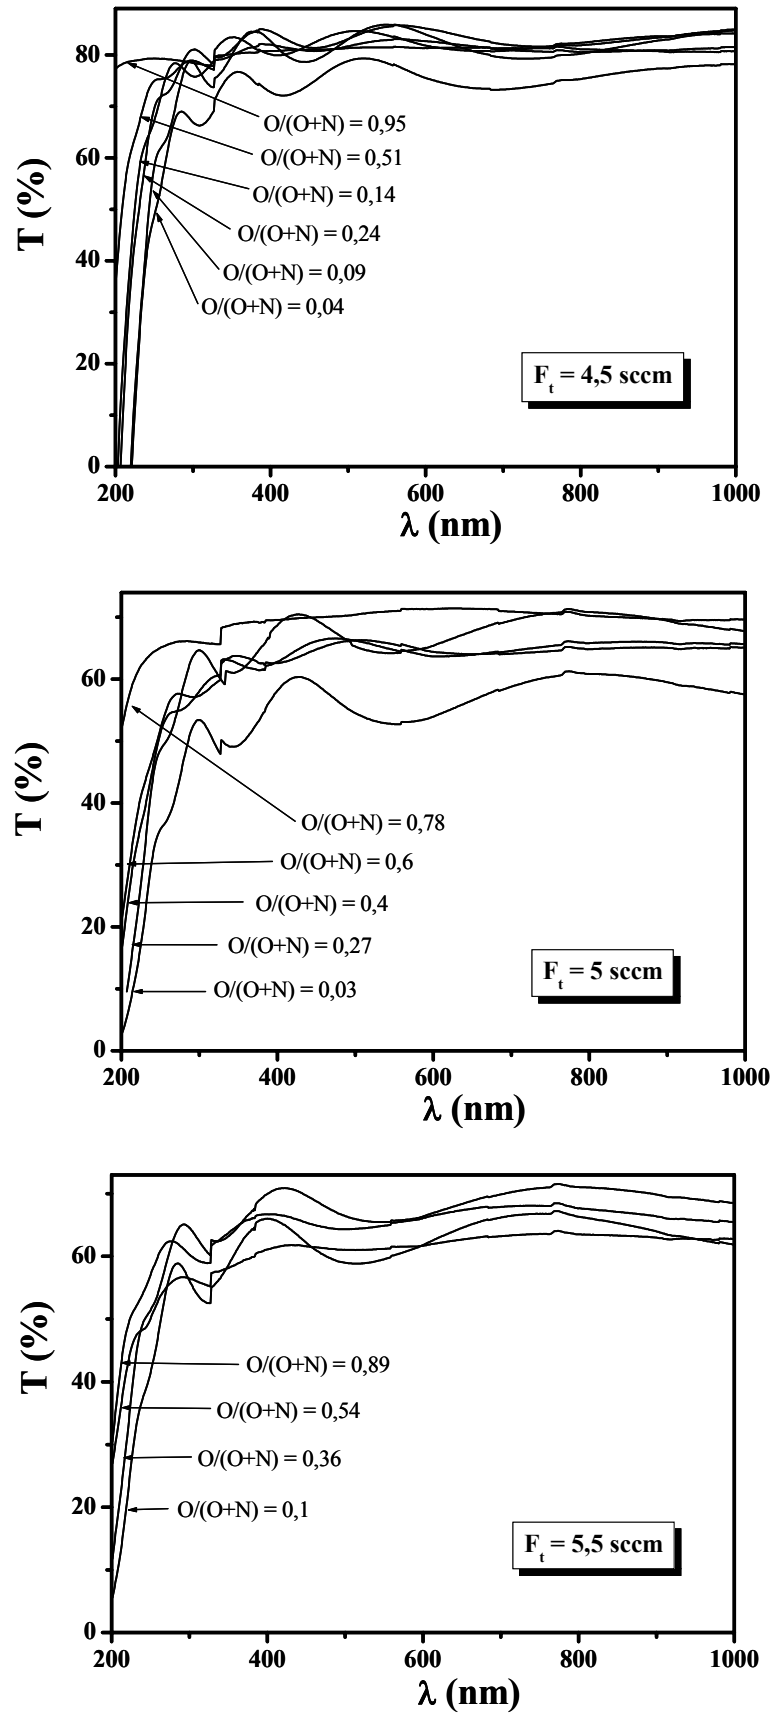 80
60
40
20
0
T (%)
O/(O+N) = 0,95
O/(O+N) = 0,51
O/(O+N) = 0,14
O/(O+N) = 0,24
O/(O+N) = 0,09
O/(O+N) = 0,04
Ft = 4,5 sccm
200 400 600 800 1000
λ (nm)
60
40
20
0
T (%)
O/(O+N) = 0,78
O/(O+N) = 0,6
O/(O+N) = 0,4
O/(O+N) = 0,27
O/(O+N) = 0,03
Ft = 5 sccm
200 400 600 800 1000
λ (nm)
60
40
20
0
T (%)
O/(O+N) = 0,89
O/(O+N) = 0,54
O/(O+N) = 0,36
O/(O+N) = 0,1
Ft = 5,5 sccm
200 400 600 800 1000
λ (nm)